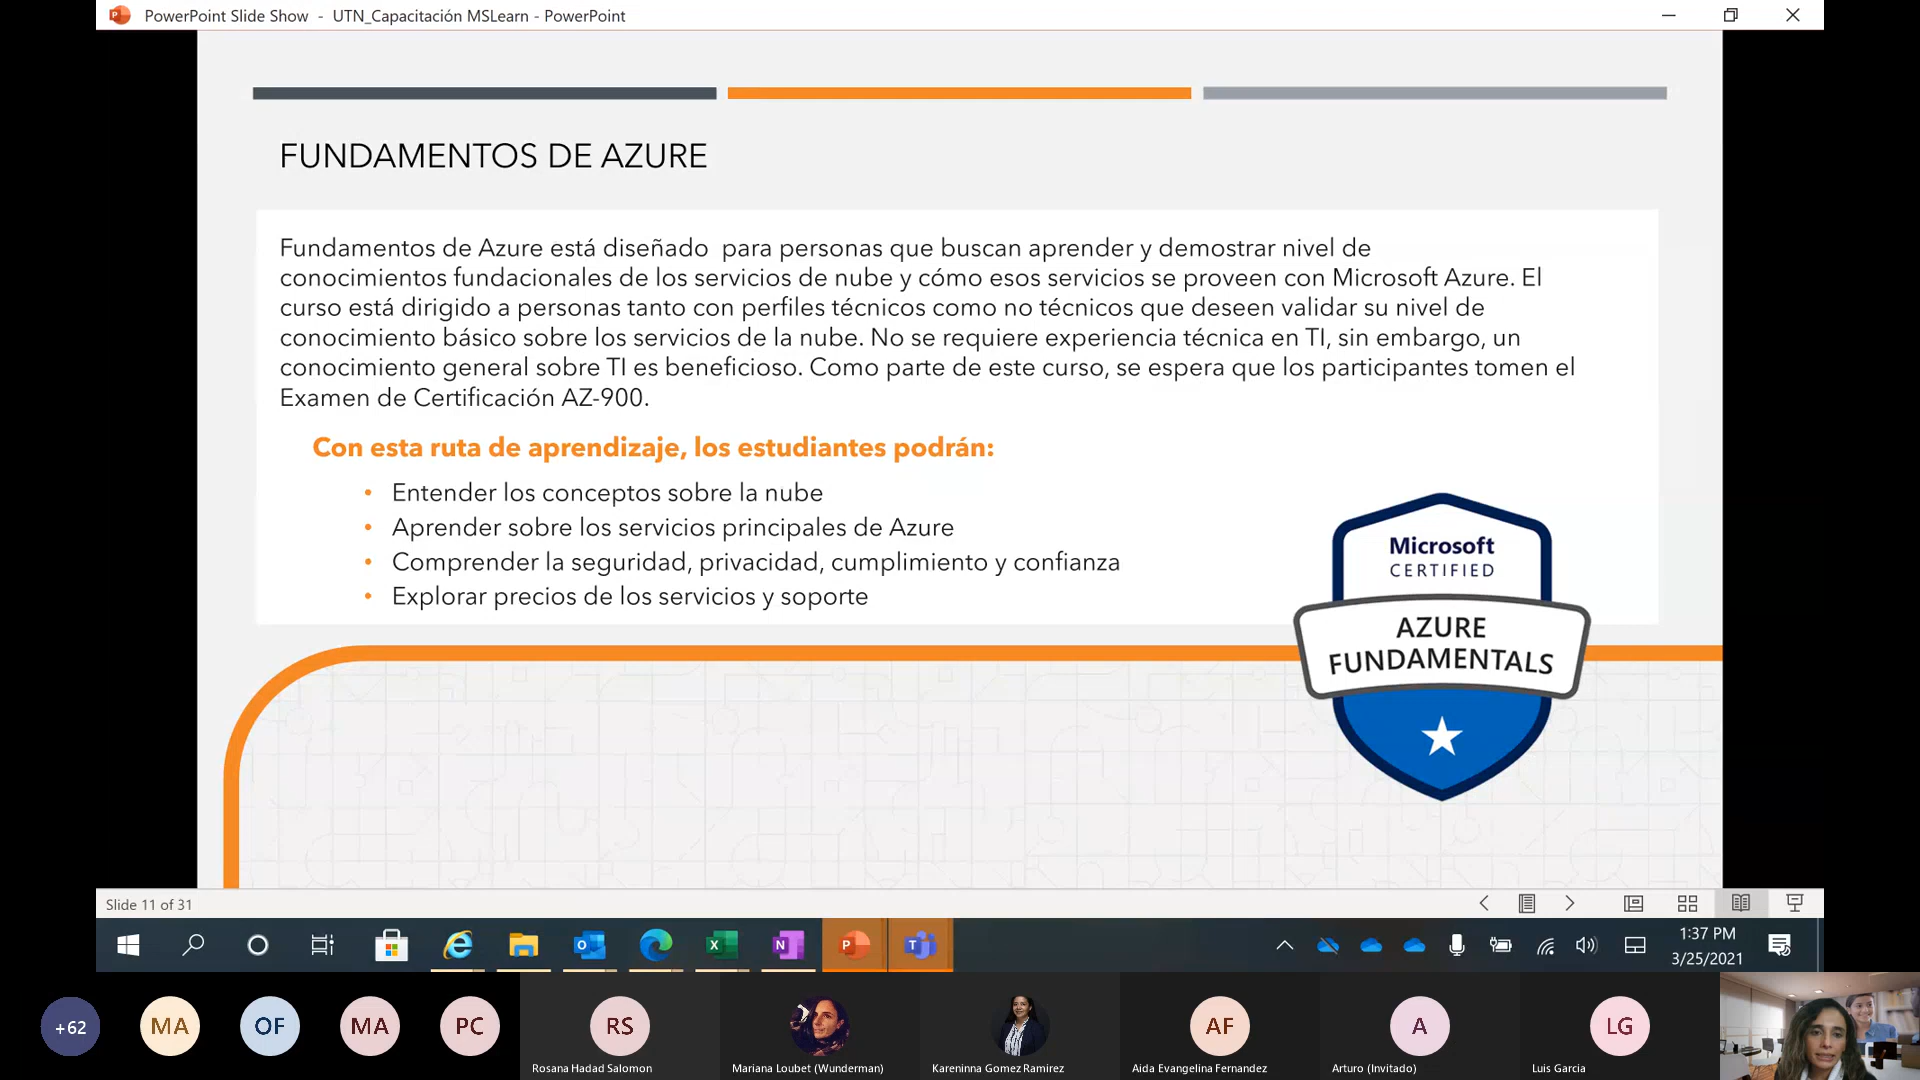 PowerPoint Slide Show - UTN_Capacitación MSLearn - PowerPoint
FUNDAMENTOS DE AZURE
Fundamentos de Azure está diseñado para personas que buscan aprender y demostrar nivel de
conocimientos fundacionales de los servicios de nube y cómo esos servicios se proveen con Microsoft Azure. El
curso está dirigido a personas tanto con perfiles técnicos como no técnicos que deseen validar su nivel de
conocimiento básico sobre los servicios de la nube. No se requiere experiencia técnica en TI, sin embargo, un
conocimiento general sobre TI es beneficioso. Como parte de este curso, se espera que los participantes tomen el
Examen de Certificación AZ-900.
Con esta ruta de aprendizaje, los estudiantes podrán:
• Entender los conceptos sobre la nube
• Aprender sobre los servicios principales de Azure
• Comprender la seguridad, privacidad, cumplimiento y confianza
• Explorar precios de los servicios y soporte
Microsoft
CERTIFIED
AZURE
FUNDAMENTALS
Slide 11 of 31
1:37 PM
3/25/2021
+62
MA
OF
MA
PC
RS
AF
A
LG
Rosana Hadad Salomon
Mariana Loubet (Wunderman)
Kareninna Gomez Ramirez
Aida Evangelina Fernandez
Arturo (Invitado)
Luis Garcia